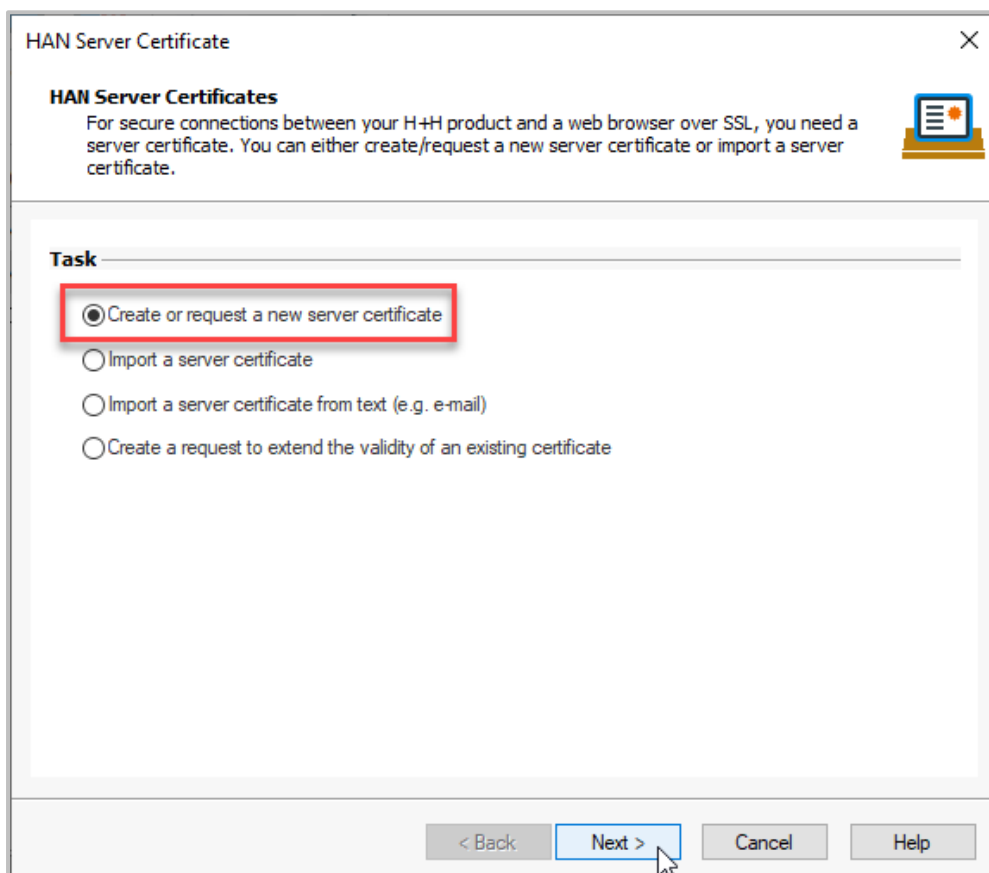 HAN Server Certificate
HAN Server Certificates
For secure connections between your H+H product and a web browser over SSL, you need a
server certificate. You can either create/request a new server certificate or import a server
certificate.
Task
Create or request a new server certificate
Import a server certificate
Import a server certificate from text (e.g. e-mail)
Create a request to extend the validity of an existing certificate
< Back Next > Cancel Help